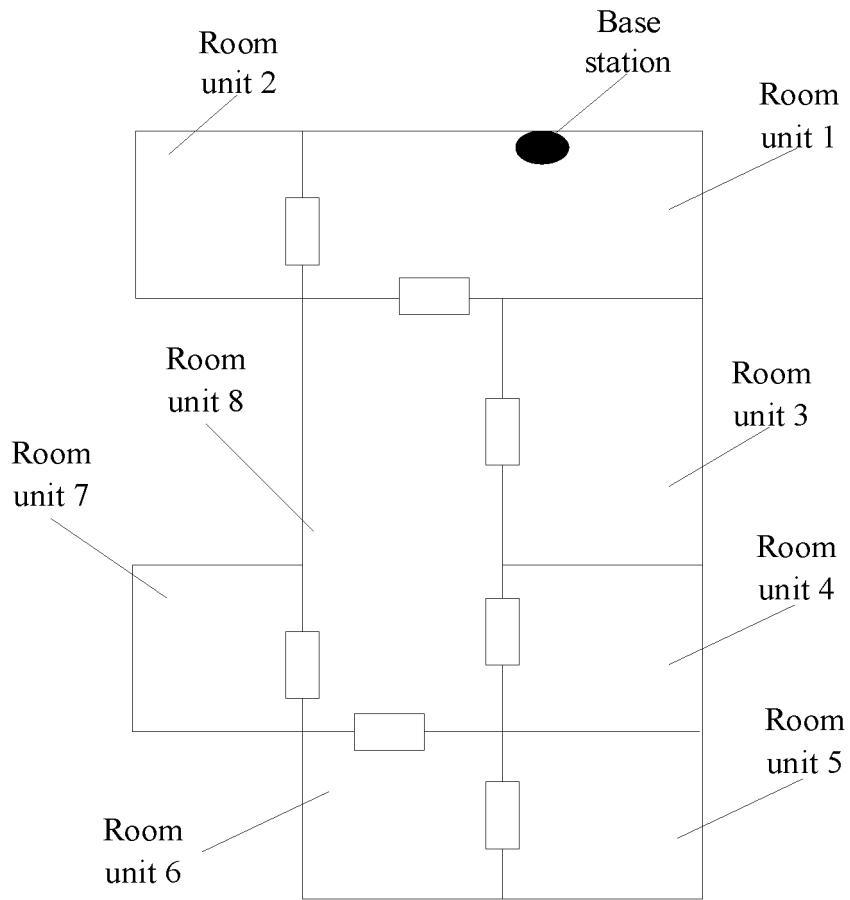 Base
station
Room
unit 2
Room
unit 1
Room
unit 8
Room
unit 3
Room
unit 7
Room
unit 4
Room
unit 5
Room
unit 6